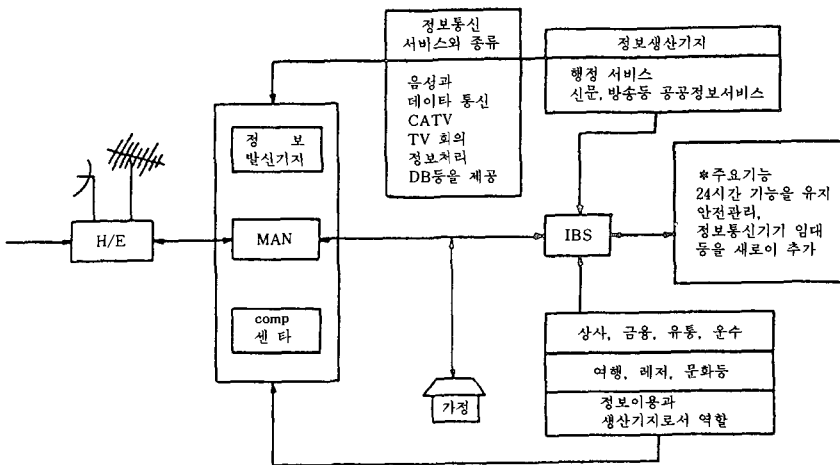 정보통신
서비스와 종류
음성과
데이타 통신
CATV
TV 회의
정보처리
DB등을 제공
정보생산기지
행정 서비스
신문, 방송등 공공정보서비스
정 보
발신기지
H/E
MAN
comp
센 타
IBS
*주요기능
24시간 기능을 유지
안전관리,
정보통신기기 임대
등을 새로이 추가
가정
상사, 금융, 유통, 운수
여행, 레저, 문화등
정보이용과
생산기지로서 역할